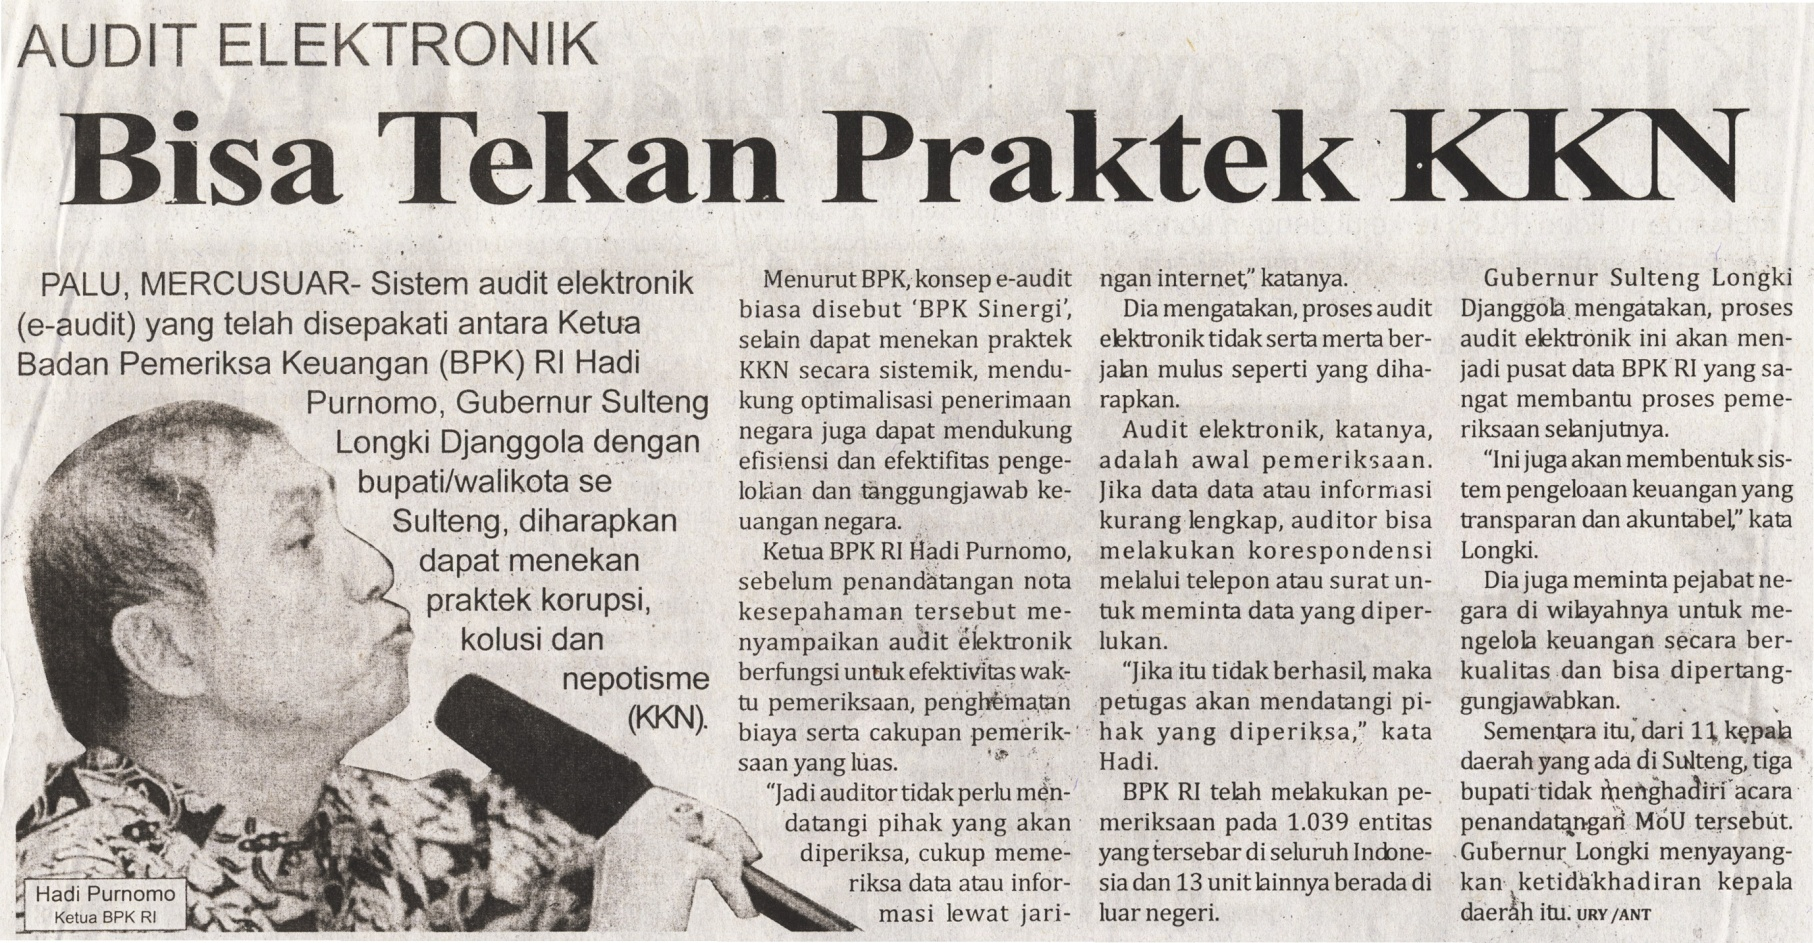 AUDIT ELEKTRONIK
Bisa Tekan Praktek KKN
PALU, MERCUSUAR- Sistem audit elektronik
(e-audit) yang telah disepakati antara Ketua
Badan Pemeriksa Keuangan (BPK) RI Hadi
Purnomo, Gubernur Sulteng
Longki Djanggola dengan
bupati/walikota se
Sulteng, diharapkan
dapat menekan
praktek korupsi,
kolusi dan
nepotisme
(KKN).
Hadi Purnomo
Ketua BPK RI
Menurut BPK, konsep e-audit
biasa disebut ‘BPK Sinergi’,
selain dapat menekan praktek
KKN secara sistemik, mendu-
kung optimalisasi penerimaan
negara juga dapat mendukung
efisiensi dan efektifitas penge-
lolaan dan tanggungjawab ke-
uangan negara.
Ketua BPK RI Hadi Purnomo,
sebelum penandatangan nota
kesepahaman tersebut me-
nyampaikan audit elektronik
berfungsi untuk efektivitas wak-
tu pemeriksaan, penghematan
biaya serta cakupan pemerik-
saan yang luas.
“Jadi auditor tidak perlu men-
datangi pihak yang akan
diperiksa, cukup meme-
riksa data atau infor-
masi lewat jari-
ngan internet,” katanya.
Dia mengatakan, proses audit
elektronik tidak serta merta ber-
jalan mulus seperti yang diha-
rapkan.
Audit elektronik, katanya,
adalah awal pemeriksaan.
Jika data data atau informasi
kurang lengkap, auditor bisa
melakukan korespondensi
melalui telepon atau surat un-
tuk meminta data yang diper-
lukan.
“Jika itu tidak berhasil, maka
petugas akan mendatangi pi-
hak yang diperiksa,” kata
Hadi.
BPK RI telah melakukan pe-
meriksaan pada 1.039 entitas
yang tersebar di seluruh Indone-
sia dan 13 unit lainnya berada di
luar negeri.
Gubernur Sulteng Longki
Djanggola mengatakan, proses
audit elektronik ini akan men-
jadi pusat data BPK RI yang sa-
ngat membantu proses peme-
riksaan selanjutnya.
“Ini juga akan membentuk sis-
tem pengeloaan keuangan yang
transparan dan akuntabel,” kata
Longki.
Dia juga meminta pejabat ne-
gara di wilayahnya untuk me-
ngelola keuangan secara ber-
kualitas dan bisa dipertang-
gungjawabkan.
Sementara itu, dari 11 kepala
daerah yang ada di Sulteng, tiga
bupati tidak menghadiri acara
penandatangan MoU tersebut.
Gubernur Longki menyayang-
kan ketidakhadiran kepala
daerah itu. URY /ANT